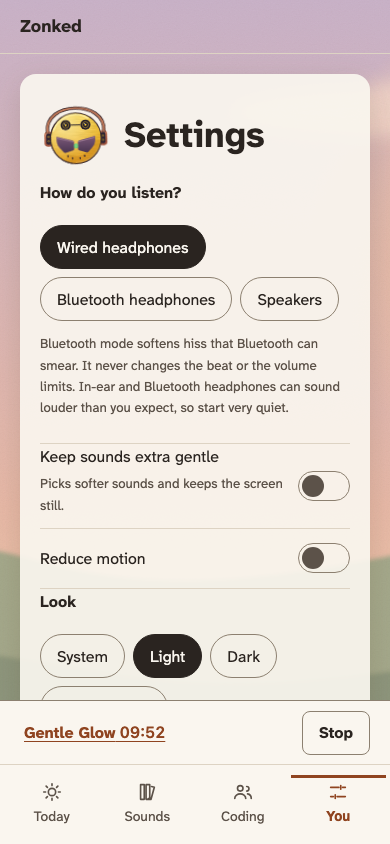 Zonked
Settings
How do you listen?
Wired headphones
Bluetooth headphones
Speakers
Bluetooth mode softens hiss that Bluetooth can
smear. It never changes the beat or the volume
limits. In-ear and Bluetooth headphones can sound
louder than you expect, so start very quiet.
Keep sounds extra gentle
Picks softer sounds and keeps the screen
still.
Reduce motion
Look
System
Light
Dark
Gentle Glow 09:52
Stop
Today
Sounds
Coding
You